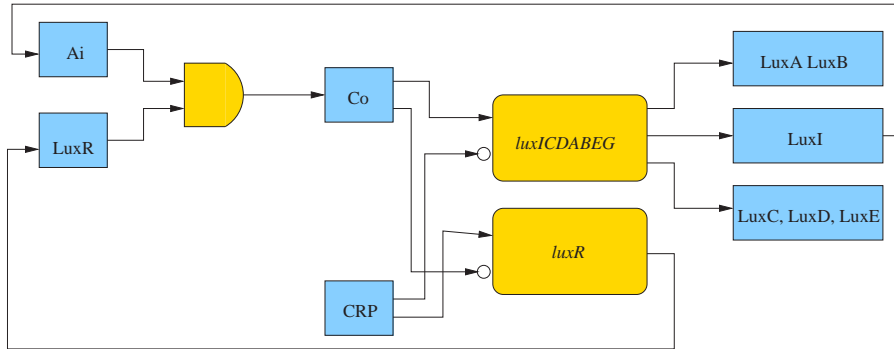 Ai
LuxA LuxB
Co
LuxI
luxICDABEG
LuxR
LuxC, LuxD, LuxE
luxR
CRP